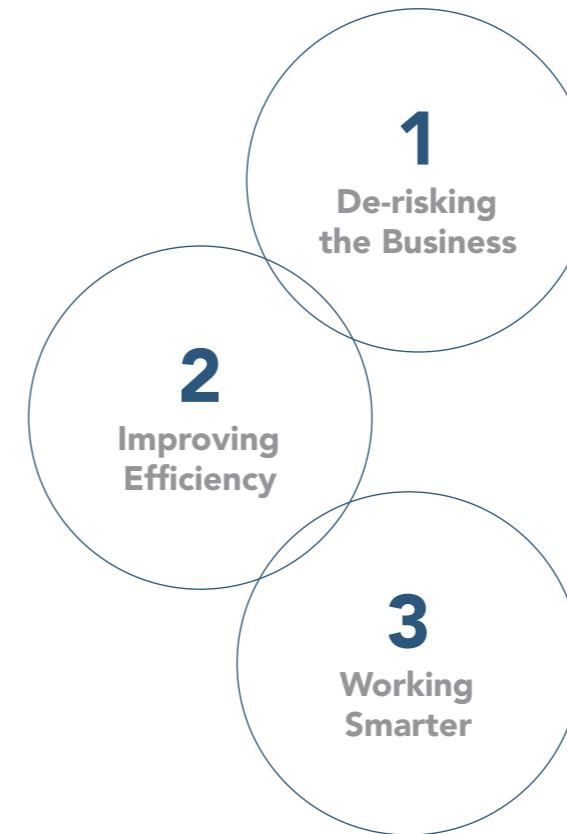 1
De-risking
the Business
2
Improving
Efficiency
3
Working
Smarter